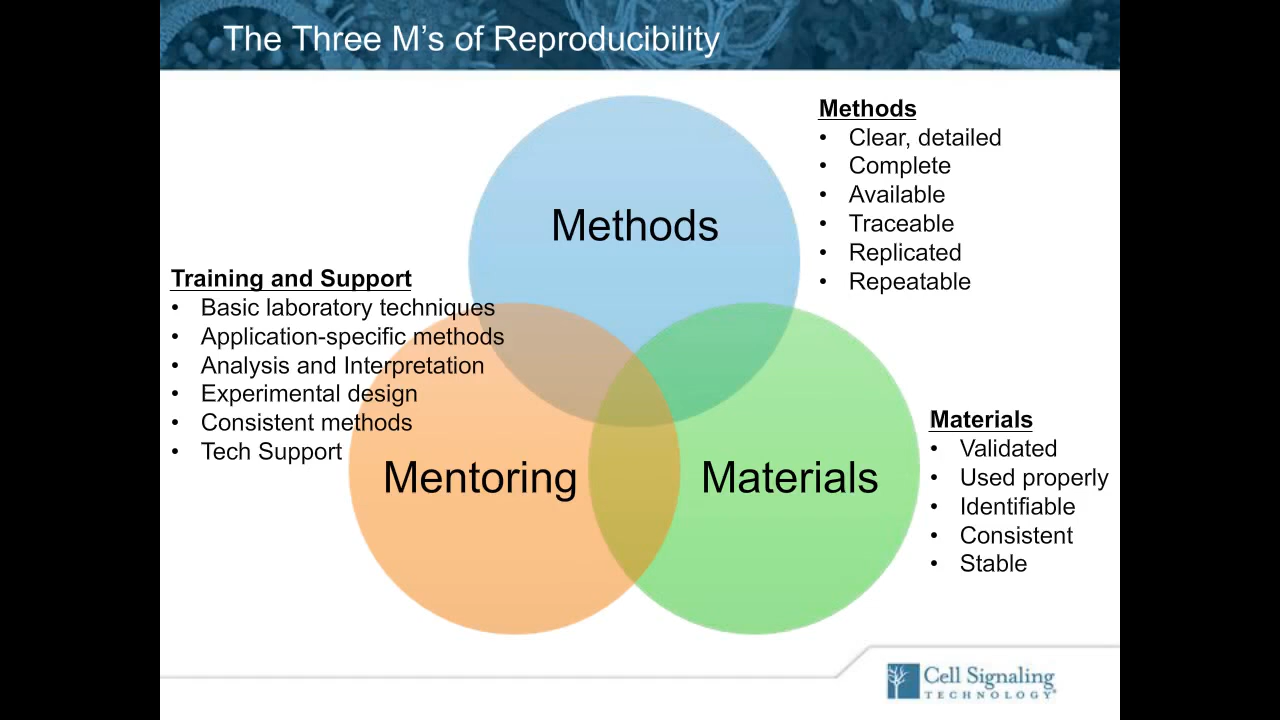 The Three M's of Reproducibility
Methods
• Clear, detailed
• Complete
• Available
• Traceable
• Replicated
• Repeatable
Methods
Training and Support
• Basic laboratory techniques
• Application-specific methods
• Analysis and Interpretation
• Experimental design
• Consistent methods
• Tech Support
Mentoring
Materials
Materials
• Validated
• Used properly
• Identifiable
• Consistent
• Stable
Cell Signaling
TECHNOLOGY®